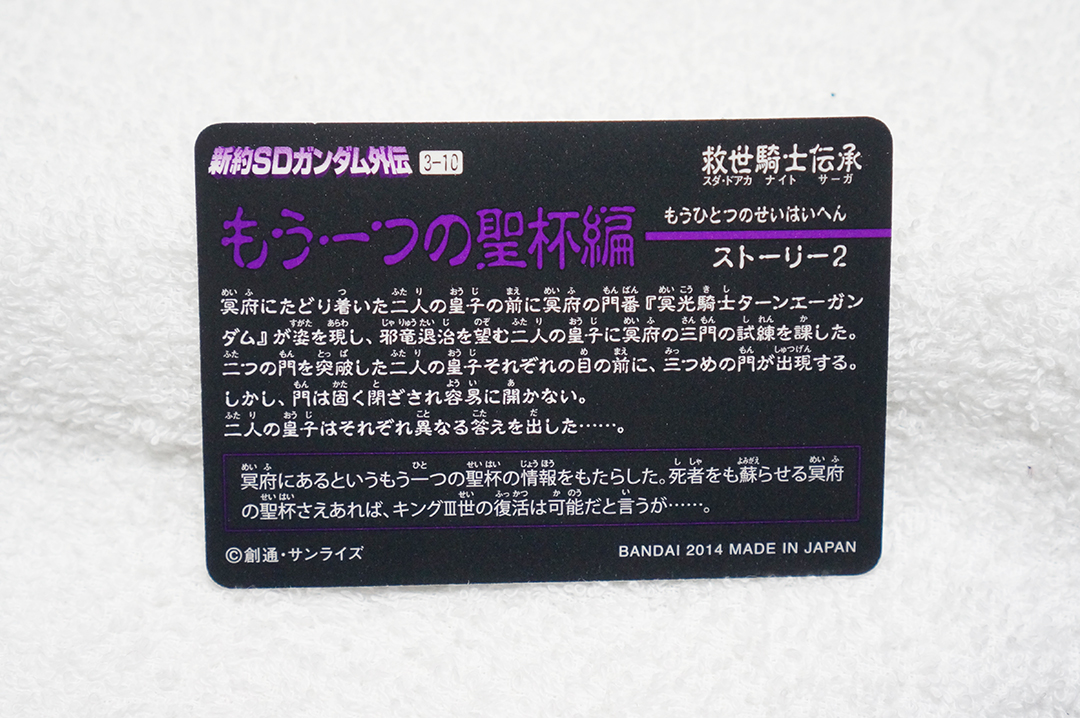 新約SDガンダム外伝 3-10
救世騎士伝承
スダ・ドアカ ナイト サーガ
もう一つの聖杯編
もうひとつのせいはいへん
ストーリー2
冥府にたどり着いた二人の皇子の前に冥府の門番『冥光騎士ターンエーガン
ダム』が姿を現し、邪竜退治を望む二人の皇子に冥府の三門の試練を課した。
二つの門を突破した二人の皇子それぞれの目の前に、三つめの門が出現する。
しかし、門は固く閉ざされ容易に開かない。
二人の皇子はそれぞれ異なる答えを出した……。
冥府にあるというもう一つの聖杯の情報をもたらした。死者をも蘇らせる冥府
の聖杯さえあれば、キングⅢ世の復活は可能だと言うが……。
©創通・サンライズ
BANDAI 2014 MADE IN JAPAN